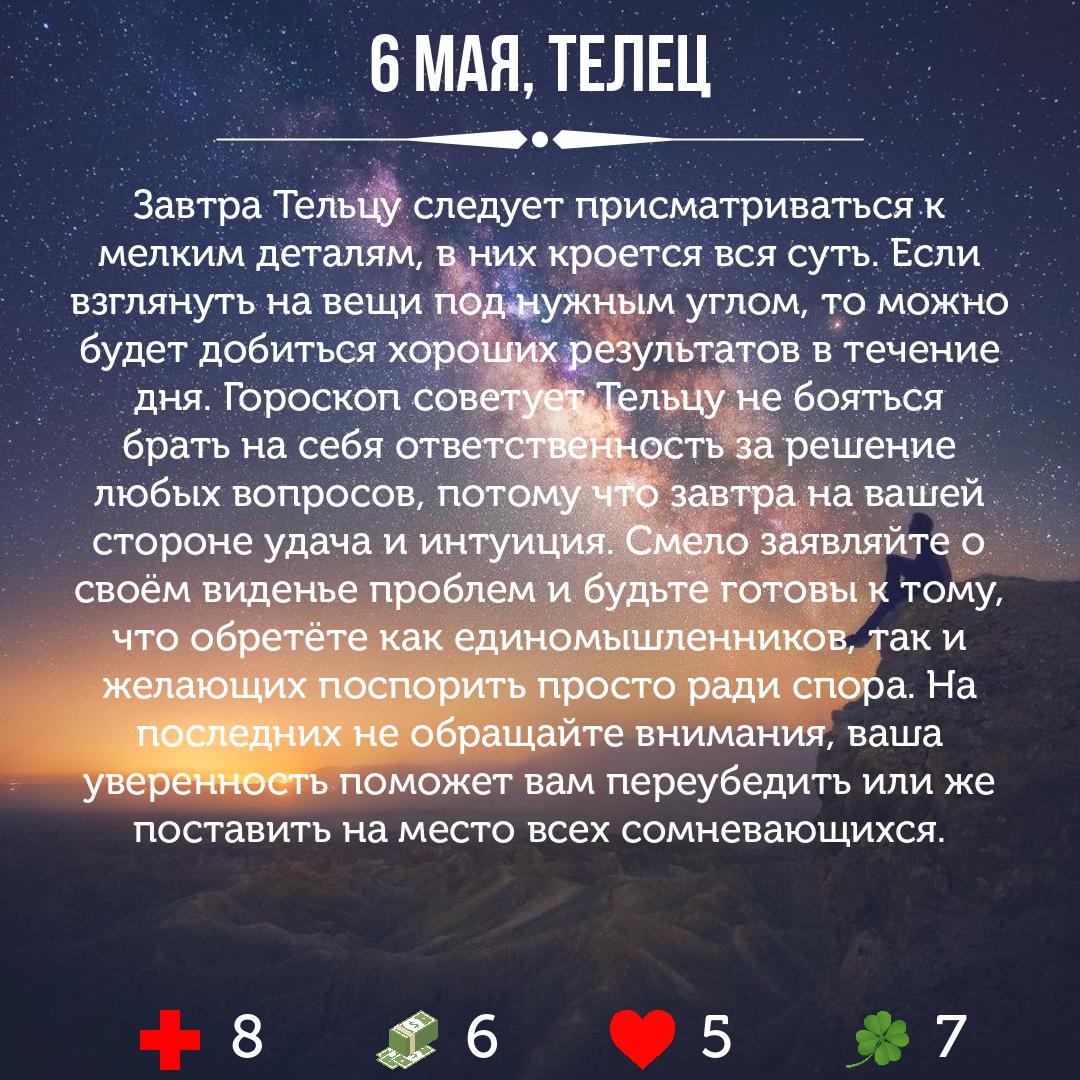 6 МАЯ, ТЕЛЕЦ
Завтра Тельцу следует присматриваться к
мелким деталям, в них кроется вся суть. Если
взглянуть на вещи под нужным углом, то можно
будет добиться хороших результатов в течение
дня. Гороскоп советует Тельцу не бояться
брать на себя ответственность за решение
любых вопросов, потому что завтра на вашей
стороне удача и интуиция. Смело заявляйте о
своём виденье проблем и будьте готовы к тому,
что обретёте как единомышленников, так и
желающих поспорить просто ради спора. На
последних не обращайте внимания, ваша
уверенность поможет вам переубедить или же
поставить на место всех сомневающихся.
8 6 5 7